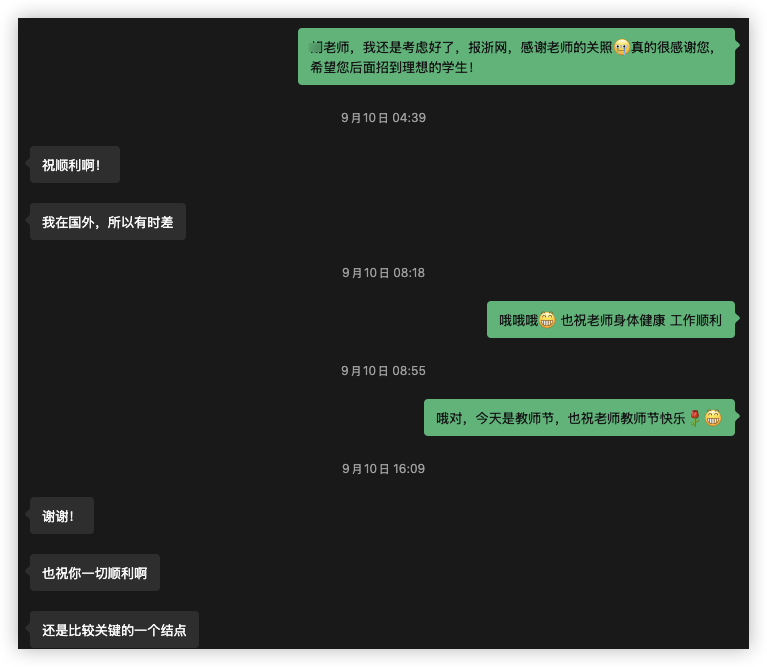 老师，我还是考虑好了，报浙网，感谢老师的关照😢真的很感谢您，
希望您后面招到理想的学生！
9月10日 04:39
祝顺利啊！
我在国外，所以有时差
9月10日 08:18
哦哦哦😁 也祝老师身体健康 工作顺利
9月10日 08:55
哦对，今天是教师节，也祝老师教师节快乐🌹😁
9月10日 16:09
谢谢！
也祝你一切顺利啊
还是比较关键的一个结点